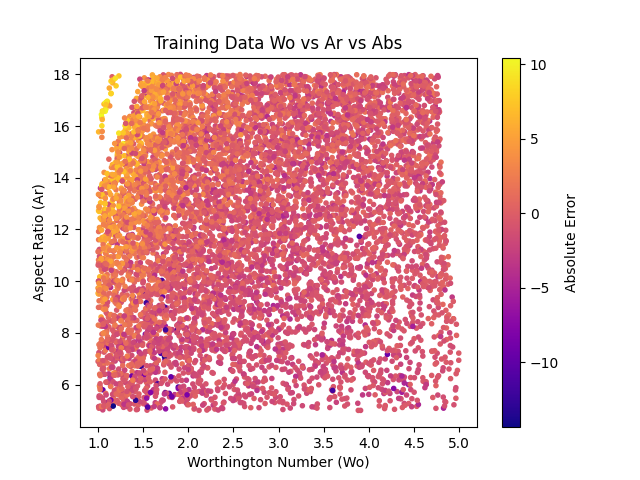 Training Data Wo vs Ar vs Abs
18
16
14
12
10
8
6
Aspect Ratio (Ar)
1.0 1.5 2.0 2.5 3.0 3.5 4.0 4.5 5.0
Worthington Number (Wo)
10
5
0
−5
−10
Absolute Error